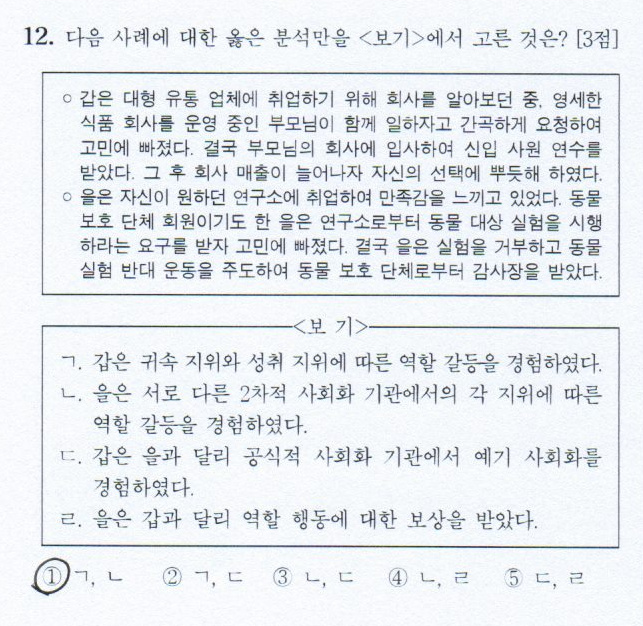 12. 다음 사례에 대한 옳은 분석만을 <보기>에서 고른 것은? [3점]
○ 갑은 대형 유통 업체에 취업하기 위해 회사를 알아보던 중, 영세한
식품 회사를 운영 중인 부모님이 함께 일하자고 간곡하게 요청하여
고민에 빠졌다. 결국 부모님의 회사에 입사하여 신입 사원 연수를
받았다. 그 후 회사 매출이 늘어나자 자신의 선택에 뿌듯해 하였다.
○ 을은 자신이 원하던 연구소에 취업하여 만족감을 느끼고 있었다. 동물
보호 단체 회원이기도 한 을은 연구소로부터 동물 대상 실험을 시행
하라는 요구를 받자 고민에 빠졌다. 결국 을은 실험을 거부하고 동물
실험 반대 운동을 주도하여 동물 보호 단체로부터 감사장을 받았다.
<보 기>
ㄱ. 갑은 귀속 지위와 성취 지위에 따른 역할 갈등을 경험하였다.
ㄴ. 을은 서로 다른 2차적 사회화 기관에서의 각 지위에 따른
역할 갈등을 경험하였다.
ㄷ. 갑은 을과 달리 공식적 사회화 기관에서 예기 사회화를
경험하였다.
ㄹ. 을은 갑과 달리 역할 행동에 대한 보상을 받았다.
① ㄱ, ㄴ ② ㄱ, ㄷ ③ ㄴ, ㄷ ④ ㄴ, ㄹ ⑤ ㄷ, ㄹ